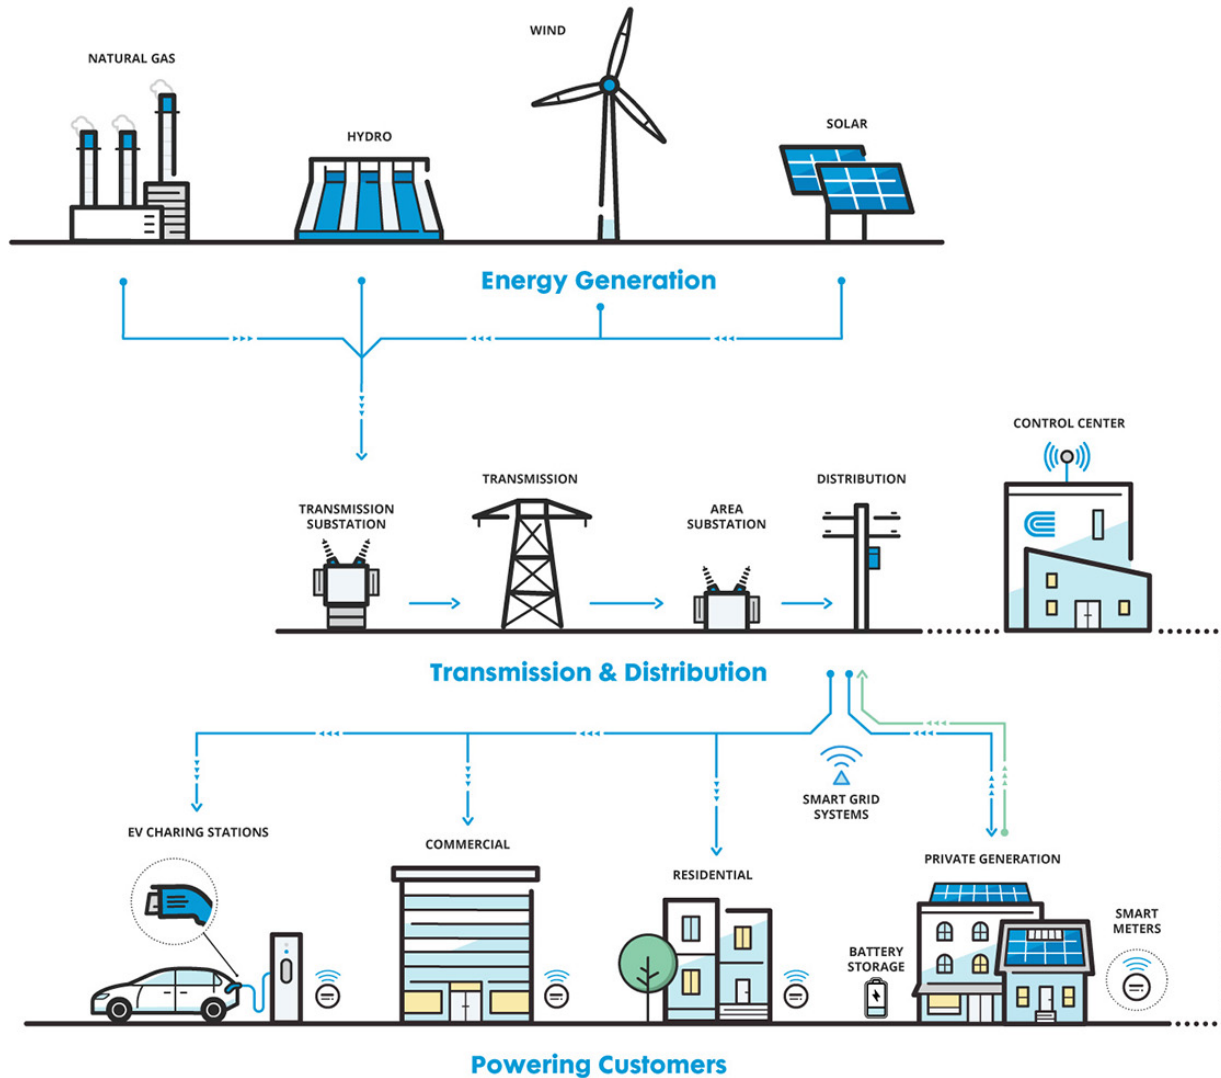 NATURAL GAS
HYDRO
WIND
SOLAR
Energy Generation
TRANSMISSION
SUBSTATION
TRANSMISSION
AREA
SUBSTATION
DISTRIBUTION
CONTROL CENTER
Transmission & Distribution
SMART GRID
SYSTEMS
EV CHARING STATIONS
COMMERCIAL
RESIDENTIAL
PRIVATE GENERATION
BATTERY
STORAGE
SMART
METERS
Powering Customers